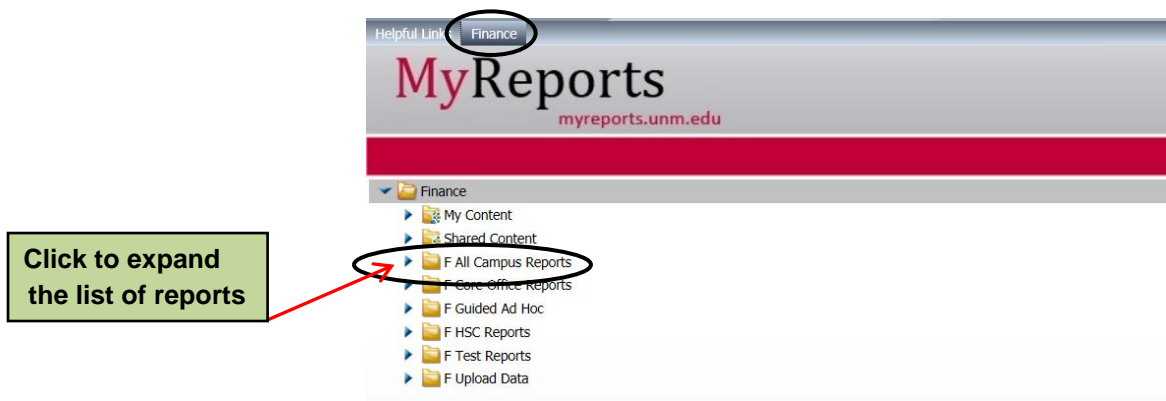 Helpful Links Finance
MyReports
myreports.unm.edu
Finance
My Content
Shared Content
F All Campus Reports
F Core Office Reports
F Guided Ad Hoc
F HSC Reports
F Test Reports
F Upload Data
Click to expand
the list of reports